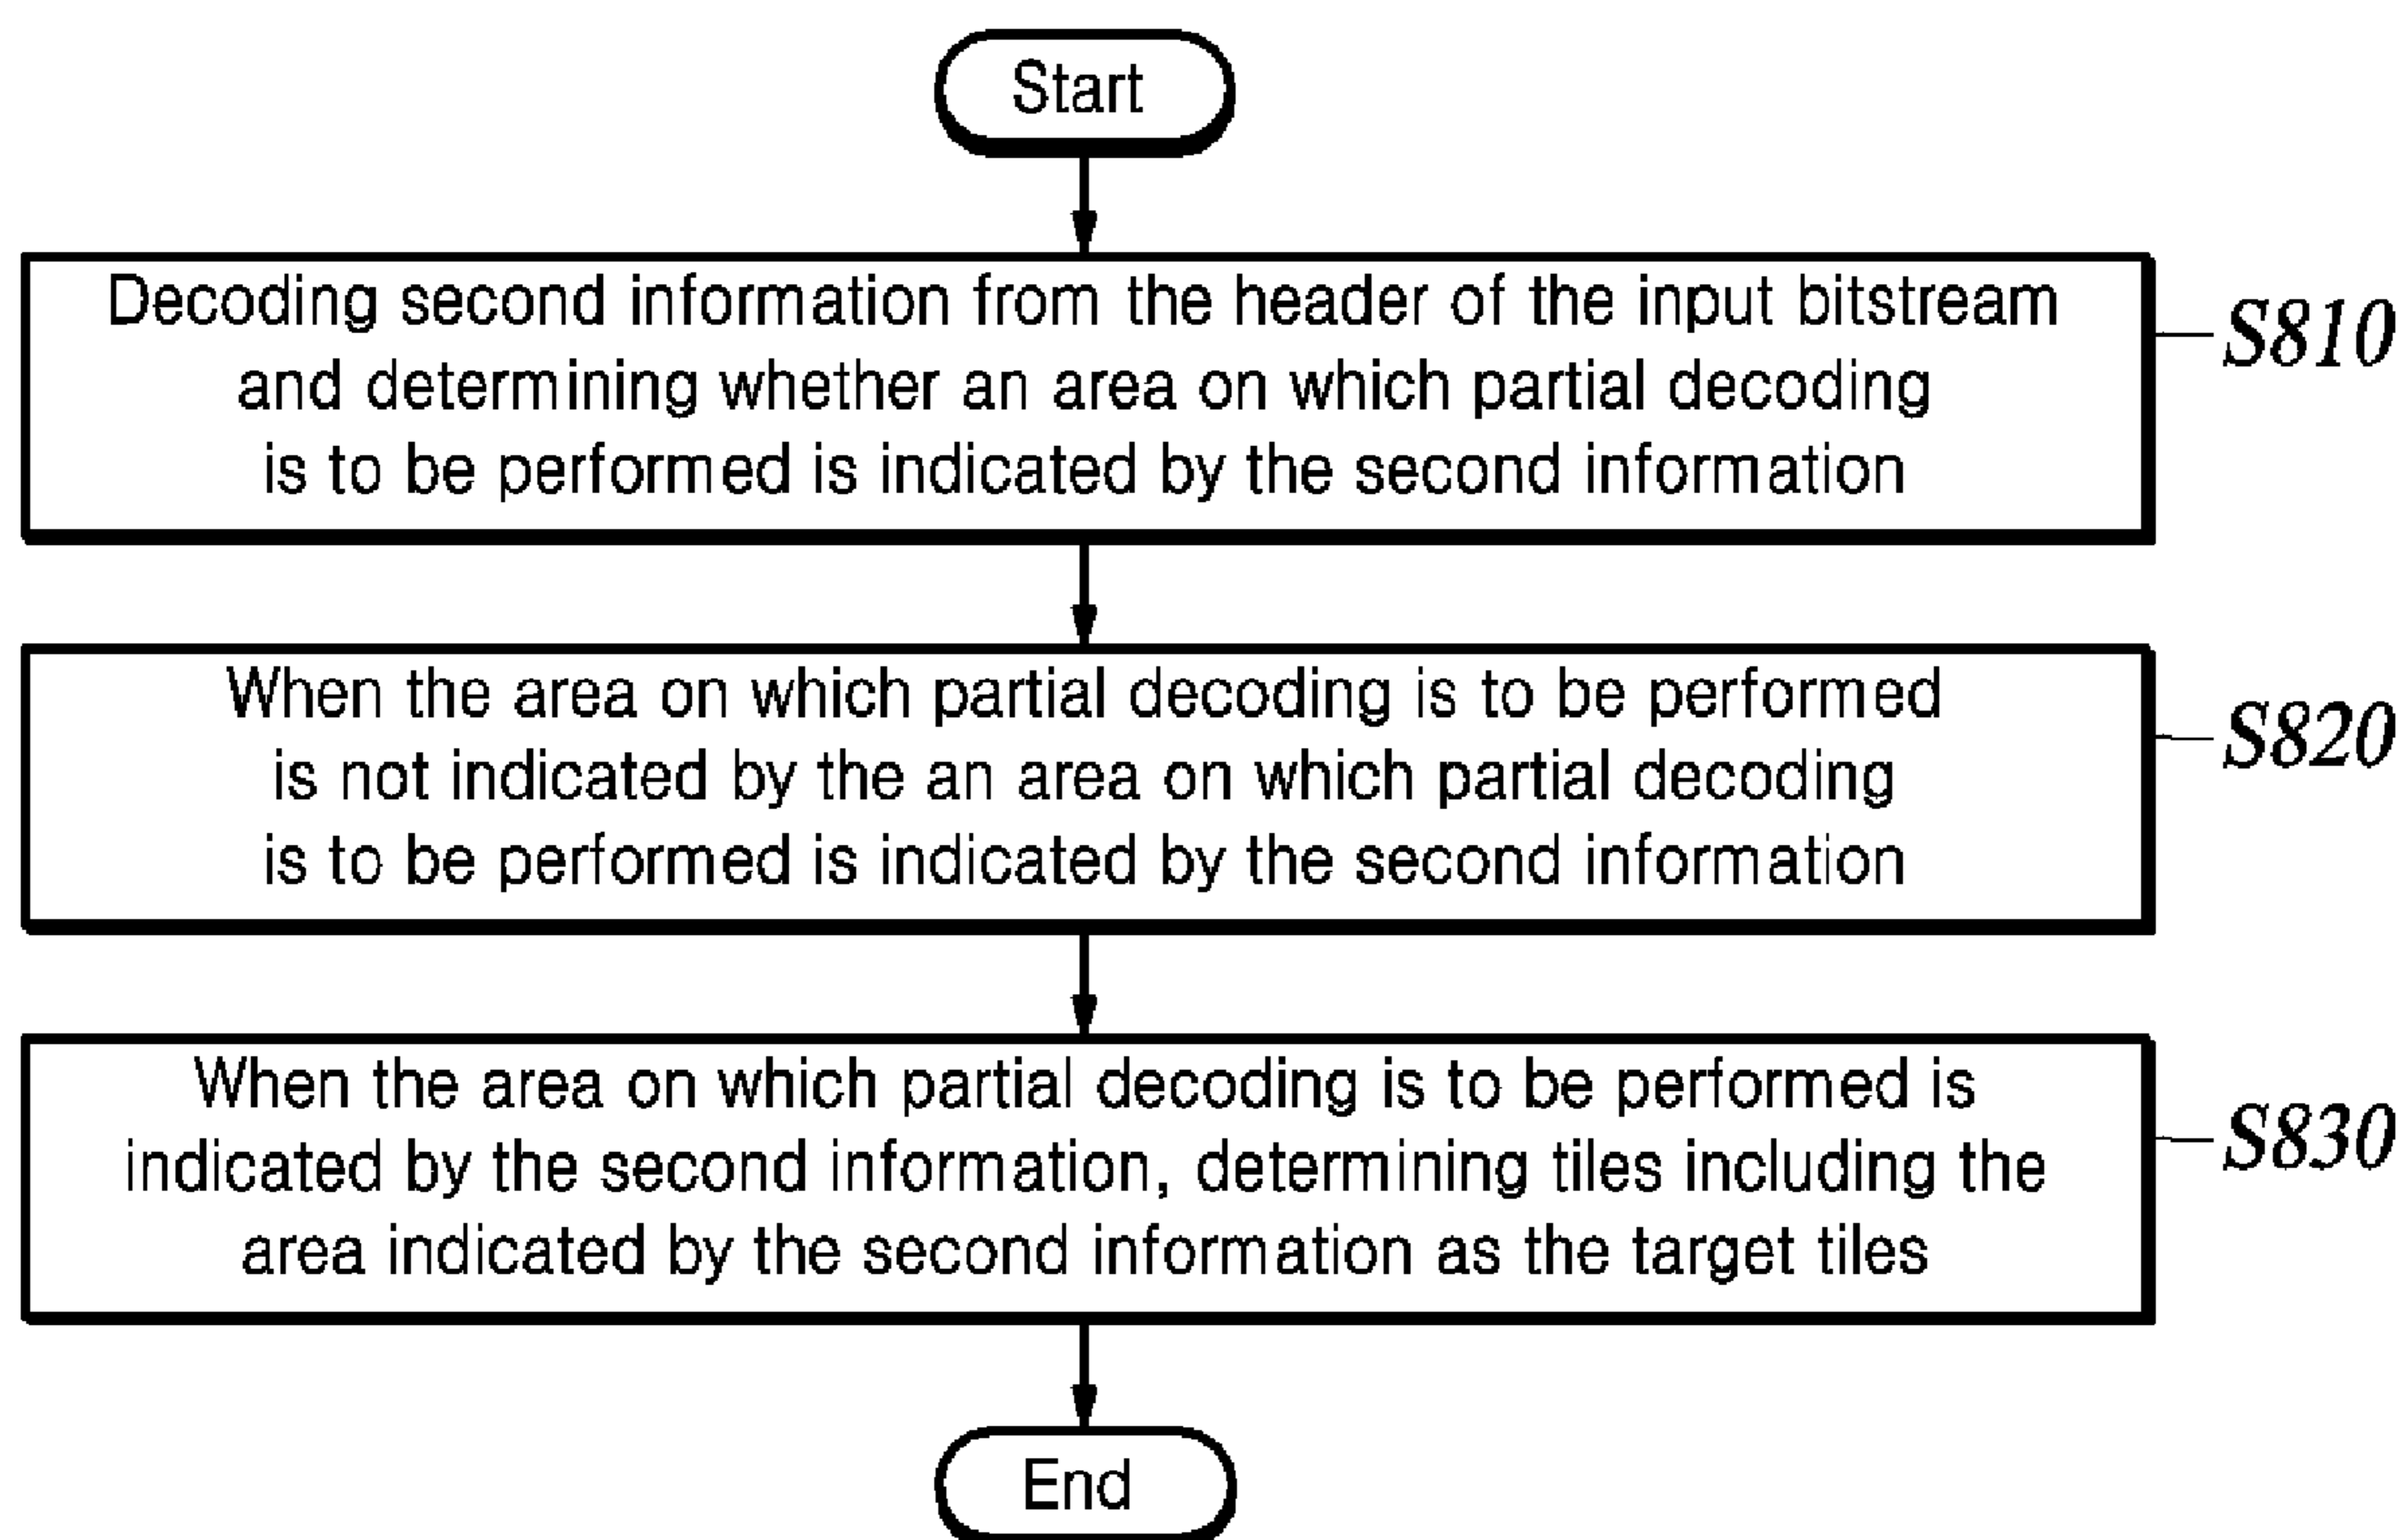 Start
Decoding second information from the header of the input bitstream
and determining whether an area on which partial decoding
is to be performed is indicated by the second information
S810
When the area on which partial decoding is to be performed
is not indicated by the an area on which partial decoding
is to be performed is indicated by the second information
S820
When the area on which partial decoding is to be performed is
indicated by the second information, determining tiles including the
area indicated by the second information as the target tiles
S830
End